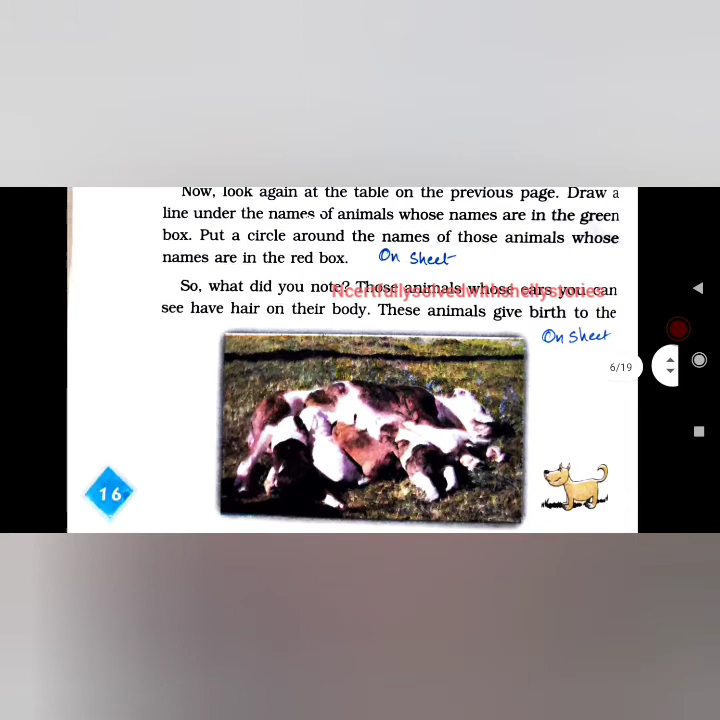 Now, look again at the table on the previous page. Draw a
line under the names of animals whose names are in the green
box. Put a circle around the names of those animals whose
names are in the red box. On Sheet
So, what did you note? Those animals whose ears you can
Ncertfullysolvedwithshellystories
see have hair on their body. These animals give birth to the
On Sheet
6/19
16